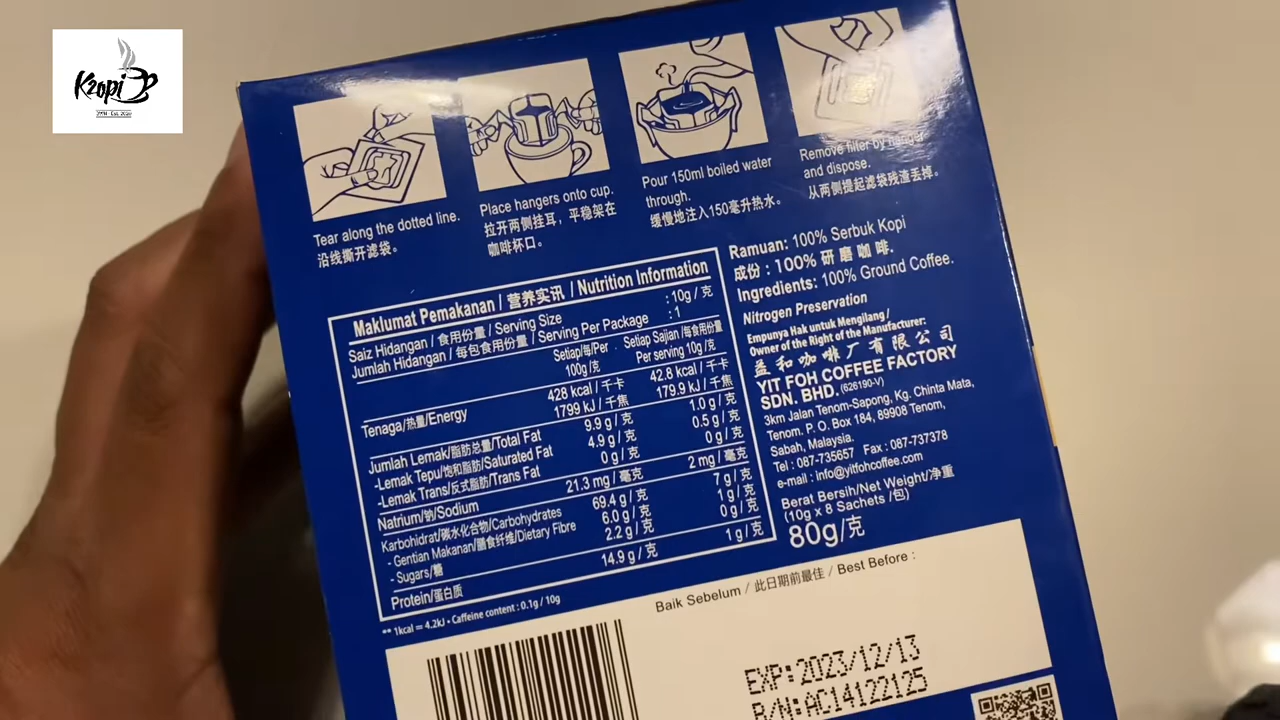 Kzopi
Tear along the dotted line.
沿线撕开滤袋。
Place hangers onto cup.
拉开两侧挂耳，平稳架在
咖啡杯口。
Pour 150ml boiled water
through.
缓慢地注入150毫升热水。
Remove filter by hanger
and dispose.
从两侧提起滤袋残渣丢掉。
Maklumat Pemakanan / 营养实讯 / Nutrition Information
Saiz Hidangan / 食用份量 / Serving Size : 10g / 克
Jumlah Hidangan / 每包食用份量 / Serving Per Package : 1
Setiap/每/Per 100g/克 Setiap Sajian /每食用份量 Per serving 10g /克
Tenaga/热量/Energy 428 kcal / 千卡 42.8 kcal / 千卡
1799 kJ / 千焦 179.9 kJ / 千焦
Jumlah Lemak/脂肪总量/Total Fat 9.9 g / 克 1.0 g / 克
-Lemak Tepu/饱和脂肪/Saturated Fat 4.9 g / 克 0.5 g / 克
-Lemak Trans/反式脂肪/Trans Fat 0 g / 克 0 g / 克
Natrium/钠/Sodium 21.3 mg / 毫克 2 mg / 毫克
Karbohidrat/碳水化合物/Carbohydrates 69.4 g / 克 7 g / 克
- Gentian Makanan/膳食纤维/Dietary Fibre 6.0 g / 克 1 g / 克
- Sugars/糖 2.2 g / 克 0 g / 克
Protein/蛋白质 14.9 g / 克 1 g / 克
** 1kcal = 4.2kJ • Caffeine content : 0.1g / 10g
Ramuan: 100% Serbuk Kopi
成份 : 100% 研 磨 咖 啡.
Ingredients: 100% Ground Coffee.
Nitrogen Preservation
Empunya Hak untuk Mengilang /
Owner of the Right of the Manufacturer:
益 和 咖 啡 厂 有 限 公 司
YIT FOH COFFEE FACTORY
SDN. BHD. (626190-V)
3km Jalan Tenom-Sapong, Kg. Chinta Mata,
Tenom. P. O. Box 184, 89908 Tenom,
Sabah, Malaysia.
Tel : 087-735657 Fax : 087-737378
e-mail : info@yitfohcoffee.com
Berat Bersih/Net Weight/净重
(10g x 8 Sachets /包)
80g/克
Baik Sebelum / 此日期前最佳 / Best Before :
EXP:2023/12/13
B/N:AC14122125